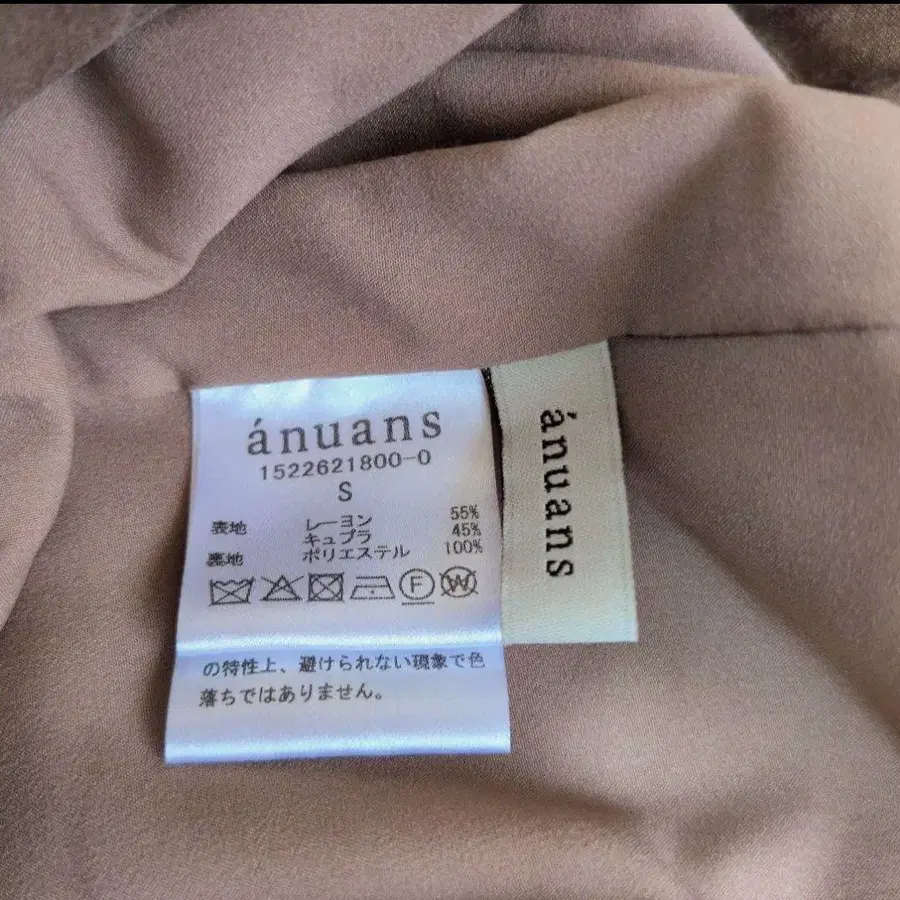 ánuans
1522621800-0
S
表地 レーヨン 55%
キュプラ 45%
裏地 ポリエステル 100%
F W
の特性上、避けられない現象で色
落ちではありません。
ánuans